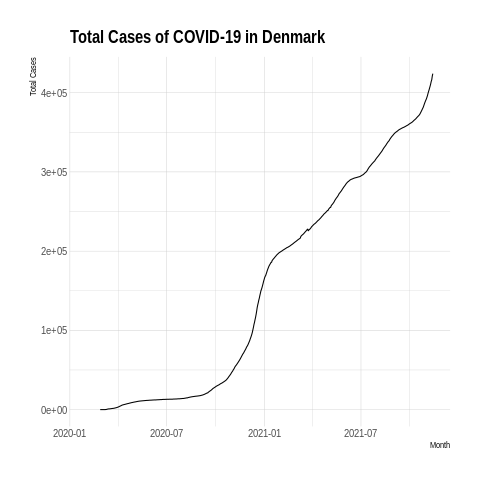 Total Cases of COVID-19 in Denmark
Total Cases
4e+05
3e+05
2e+05
1e+05
0e+00
2020-01 2020-07 2021-01 2021-07
Month